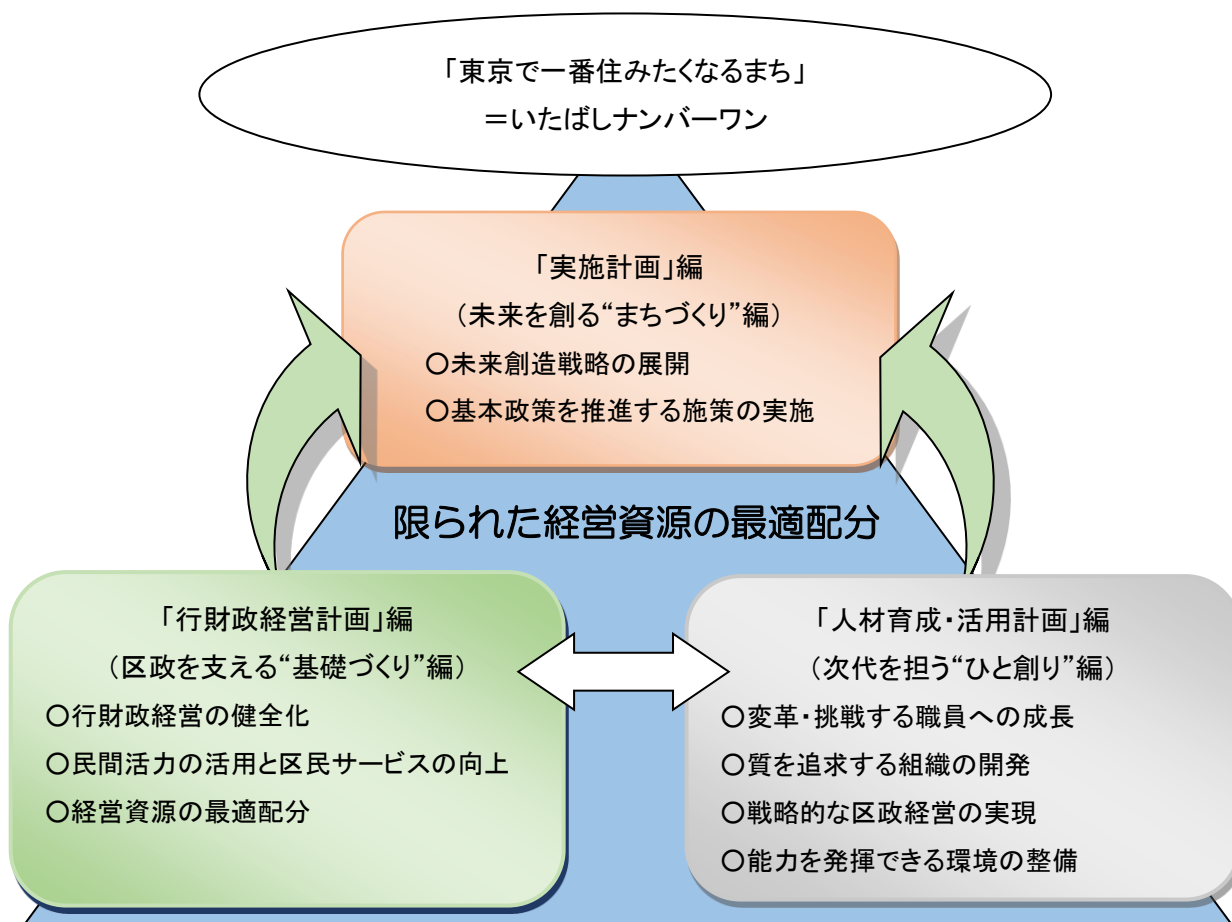 「東京で一番住みたくなるまち」
＝いたばしナンバーワン
「実施計画」編
（未来を創る“まちづくり”編）
○未来創造戦略の展開
○基本政策を推進する施策の実施
限られた経営資源の最適配分
「行財政経営計画」編
（区政を支える“基礎づくり”編）
○行財政経営の健全化
○民間活力の活用と区民サービスの向上
○経営資源の最適配分
「人材育成・活用計画」編
（次代を担う“ひと創り”編）
○変革・挑戦する職員への成長
○質を追求する組織の開発
○戦略的な区政経営の実現
○能力を発揮できる環境の整備